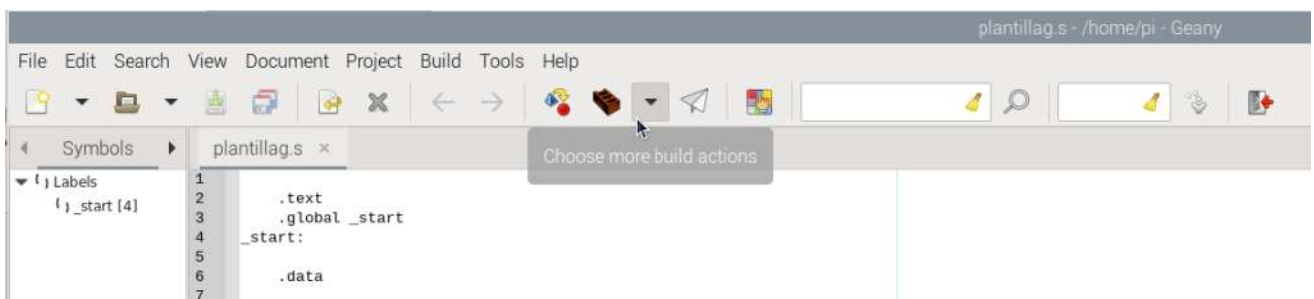 plantillag.s - /home/pi - Geany
File Edit Search View Document Project Build Tools Help
Symbols
plantillag.s ×
Choose more build actions
Labels
_start [4]
1
2 .text
3 .global _start
4 _start:
5
6 .data
7